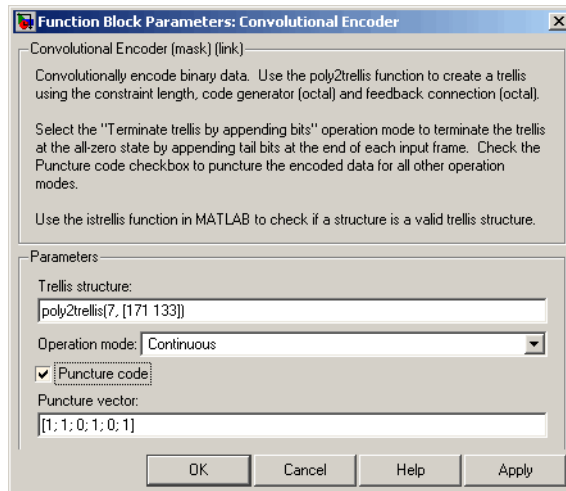 Function Block Parameters: Convolutional Encoder
Convolutional Encoder (mask) (link)
Convolutionally encode binary data.  Use the poly2trellis function to create a trellis
using the constraint length, code generator (octal) and feedback connection (octal).
Select the "Terminate trellis by appending bits" operation mode to terminate the trellis
at the all-zero state by appending tail bits at the end of each input frame.  Check the
Puncture code checkbox to puncture the encoded data for all other operation
modes.
Use the istrellis function in MATLAB to check if a structure is a valid trellis structure.
Parameters
Trellis structure:
poly2trellis(7, [171 133])
Operation mode: Continuous
Puncture code
Puncture vector:
[1; 1; 0; 1; 0; 1]
OK Cancel Help Apply